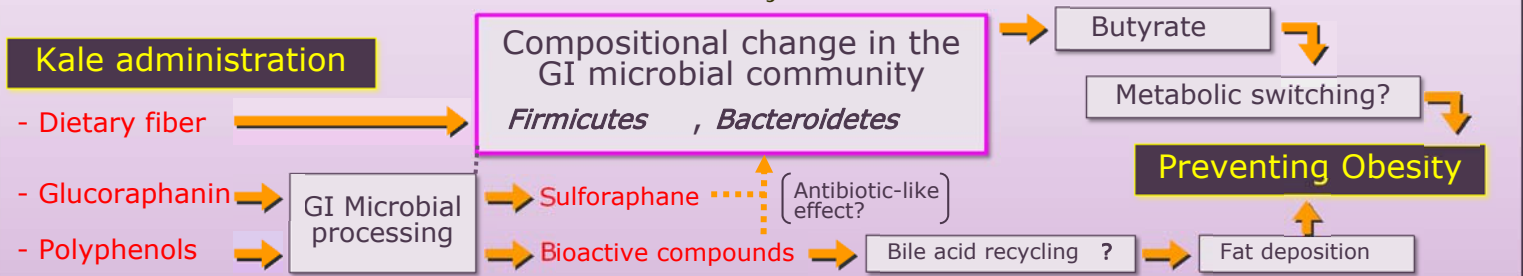 Kale administration
- Dietary fiber
- Glucoraphanin
- Polyphenols
GI Microbial
processing
Compositional change in the
GI microbial community
Firmicutes , Bacteroidetes
Sulforaphane
Bioactive compounds
(Antibiotic-like
effect?)
Butyrate
Metabolic switching?
Preventing Obesity
Bile acid recycling ?
Fat deposition